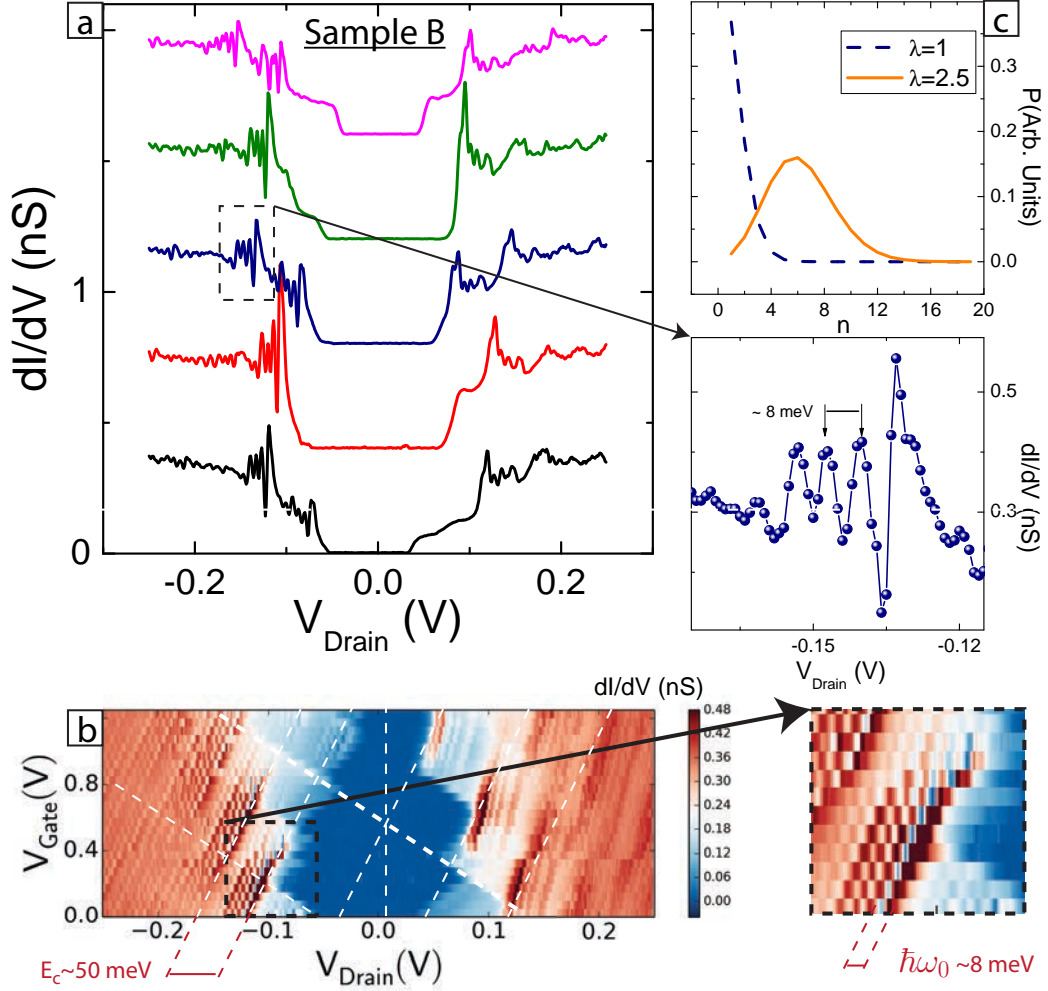 a
Sample B
dI/dV (nS)
1
0
-0.2
0.0
0.2
V_Drain (V)
c
λ=1
λ=2.5
0.3
0.2
0.1
0.0
P(Arb. Units)
0
4
8
12
16
20
n
~ 8 meV
0.5
0.3
dI/dV (nS)
-0.15
-0.12
V_Drain (V)
b
dI/dV (nS)
V_Gate(V)
0.8
0.4
0.0
−0.2
−0.1
0.0
0.1
0.2
V_Drain(V)
0.48
0.42
0.36
0.30
0.24
0.18
0.12
0.06
0.00
E_c~50 meV
ℏω_0 ~8 meV